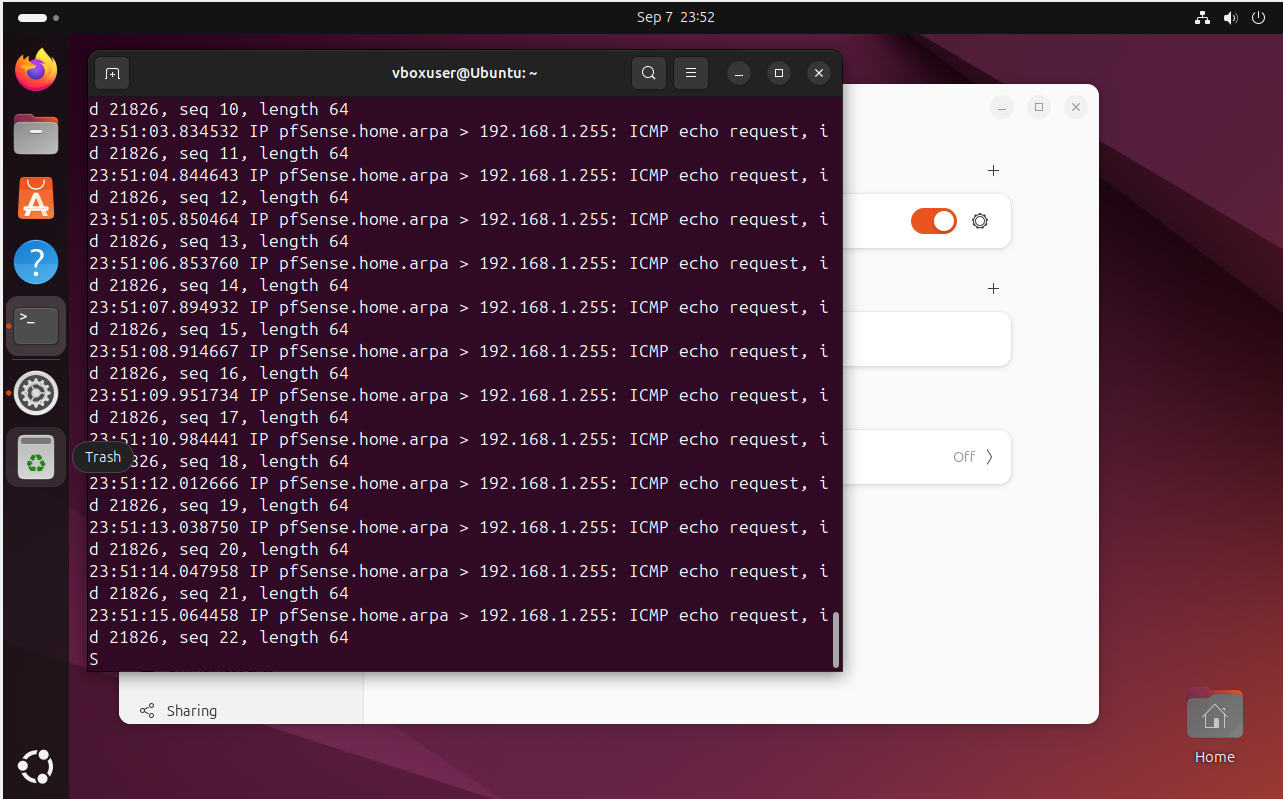 Sep 7 23:52
vboxuser@Ubuntu: ~
d 21826, seq 10, length 64
23:51:03.834532 IP pfSense.home.arpa > 192.168.1.255: ICMP echo request, i
d 21826, seq 11, length 64
23:51:04.844643 IP pfSense.home.arpa > 192.168.1.255: ICMP echo request, i
d 21826, seq 12, length 64
23:51:05.850464 IP pfSense.home.arpa > 192.168.1.255: ICMP echo request, i
d 21826, seq 13, length 64
23:51:06.853760 IP pfSense.home.arpa > 192.168.1.255: ICMP echo request, i
d 21826, seq 14, length 64
23:51:07.894932 IP pfSense.home.arpa > 192.168.1.255: ICMP echo request, i
d 21826, seq 15, length 64
23:51:08.914667 IP pfSense.home.arpa > 192.168.1.255: ICMP echo request, i
d 21826, seq 16, length 64
23:51:09.951734 IP pfSense.home.arpa > 192.168.1.255: ICMP echo request, i
d 21826, seq 17, length 64
23:51:10.984441 IP pfSense.home.arpa > 192.168.1.255: ICMP echo request, i
826, seq 18, length 64
23:51:12.012666 IP pfSense.home.arpa > 192.168.1.255: ICMP echo request, i
d 21826, seq 19, length 64
23:51:13.038750 IP pfSense.home.arpa > 192.168.1.255: ICMP echo request, i
d 21826, seq 20, length 64
23:51:14.047958 IP pfSense.home.arpa > 192.168.1.255: ICMP echo request, i
d 21826, seq 21, length 64
23:51:15.064458 IP pfSense.home.arpa > 192.168.1.255: ICMP echo request, i
d 21826, seq 22, length 64
S
Trash
Off
Sharing
Home